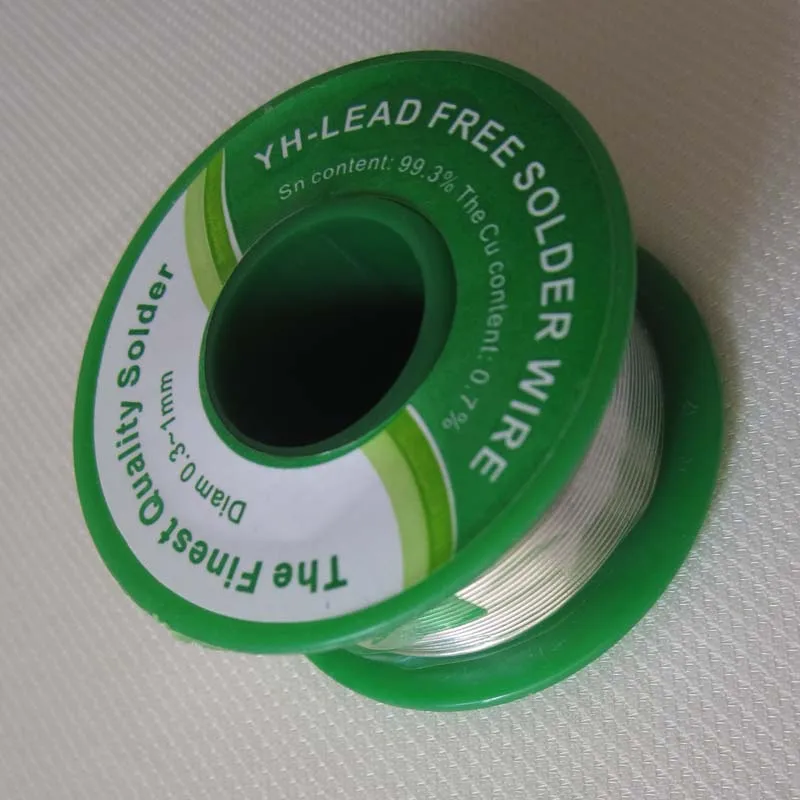 YH-LEAD FREE SOLDER WIRE
Sn content: 99.3% The Cu content: 0.7%
The Finest Quality Solder
Diam 0.3~1mm